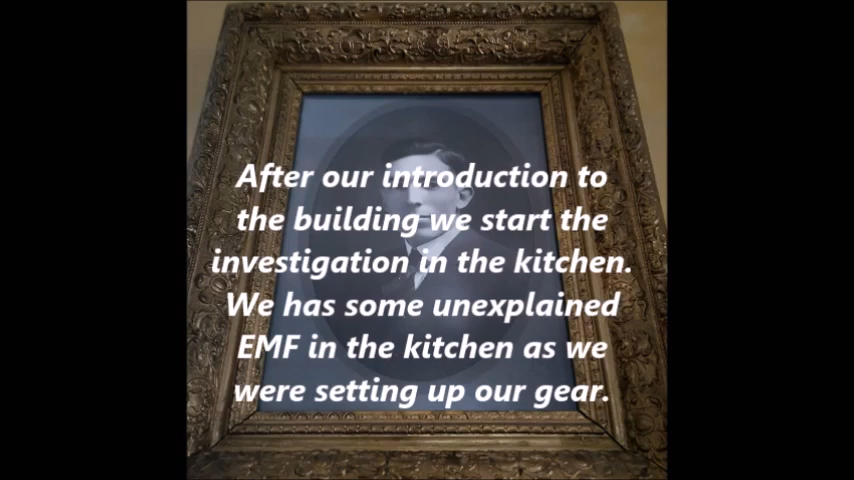 After our introduction to
the building we start the
investigation in the kitchen.
We has some unexplained
EMF in the kitchen as we
were setting up our gear.